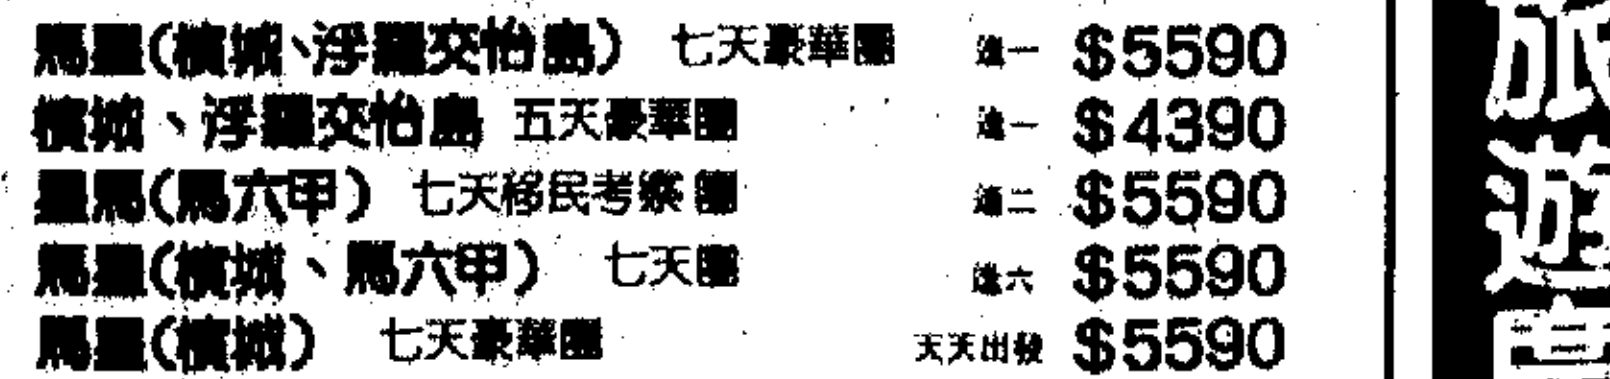 馬星(檳城、浮羅交怡島) 七天豪華團 逢一 $5590
檳城、浮羅交怡島 五天豪華團 逢一 $4390
星馬(馬六甲) 七天移民考察團 逢二 $5590
馬星(檳城、馬六甲) 七天團 逢六 $5590
馬星(檳城) 七天豪華團 天天出發 $5590
旅遊